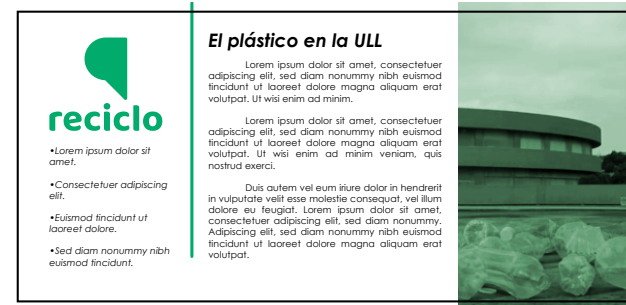 reciclo
•Lorem ipsum dolor sit
amet.
•Consectetuer adipiscing
elit.
•Euismod tincidunt ut
laoreet dolore.
•Sed diam nonummy nibh
euismod tincidunt.
El plástico en la ULL
Lorem ipsum dolor sit amet, consectetuer
adipiscing elit, sed diam nonummy nibh euismod
tincidunt ut laoreet dolore magna aliquam erat
volutpat. Ut wisi enim ad minim.
Lorem ipsum dolor sit amet, consectetuer
adipiscing elit, sed diam nonummy nibh euismod
tincidunt ut laoreet dolore magna aliquam erat
volutpat. Ut wisi enim ad minim veniam, quis
nostrud exerci.
Duis autem vel eum iriure dolor in hendrerit
in vulputate velit esse molestie consequat, vel illum
dolore eu feugiat. Lorem ipsum dolor sit amet,
consectetuer adipiscing elit, sed diam nonummy.
Adipiscing elit, sed diam nonummy nibh euismod
tincidunt ut laoreet dolore magna aliquam erat
volutpat.